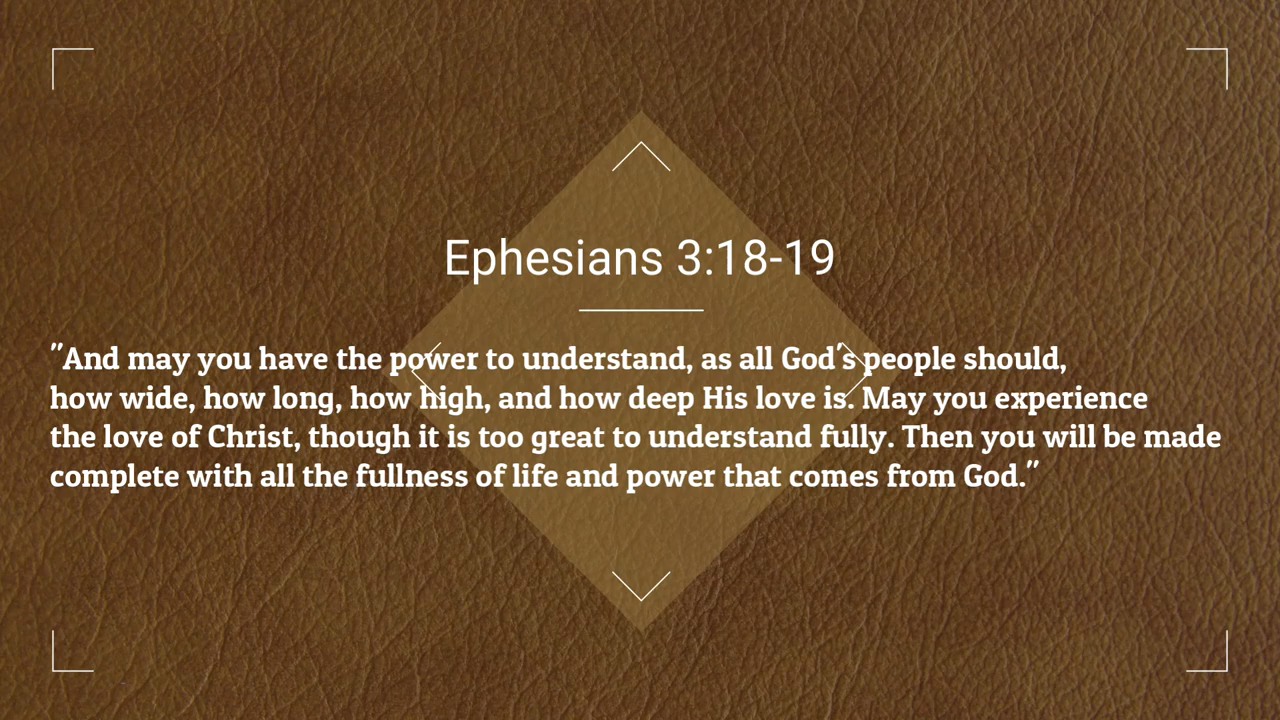 Ephesians 3:18-19
"And may you have the power to understand, as all God's people should,
how wide, how long, how high, and how deep His love is. May you experience
the love of Christ, though it is too great to understand fully. Then you will be made
complete with all the fullness of life and power that comes from God."